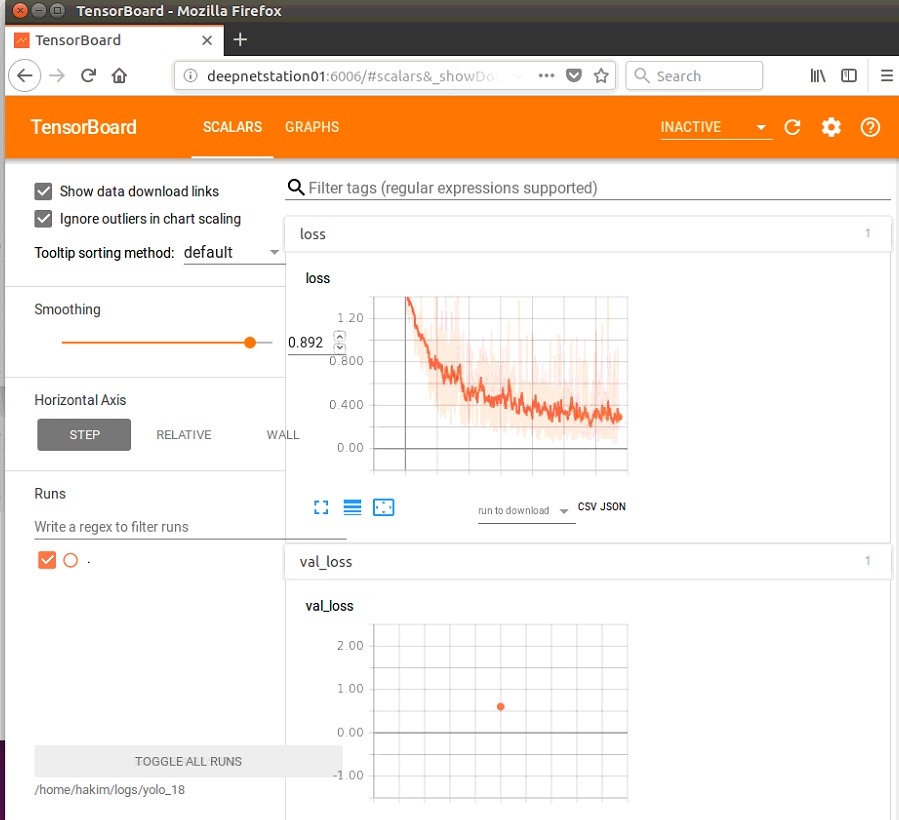 TensorBoard - Mozilla Firefox
TensorBoard
deepnetstation01:6006/#scalars&_showDo
Search
TensorBoard SCALARS GRAPHS INACTIVE
Show data download links
Ignore outliers in chart scaling
Tooltip sorting method: default
Smoothing
0.892
Horizontal Axis
STEP RELATIVE WALL
Runs
Write a regex to filter runs
.
TOGGLE ALL RUNS
/home/hakim/logs/yolo_18
Filter tags (regular expressions supported)
loss 1
loss
1.20
0.800
0.400
0.00
run to download CSV JSON
val_loss 1
val_loss
2.00
1.00
0.00
-1.00